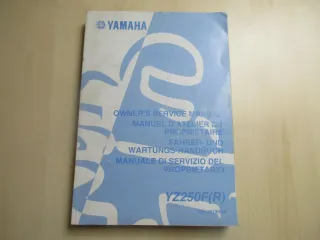 YAMAHA
OWNER'S SERVICE MANUAL
MANUEL D'ATELIER DU
PROPRIETAIRE
FAHRER- UND
WARTUNGS-HANDBUCH
MANUALE DI SERVIZIO DEL
PROPRIETARIO
YZ250F(R)